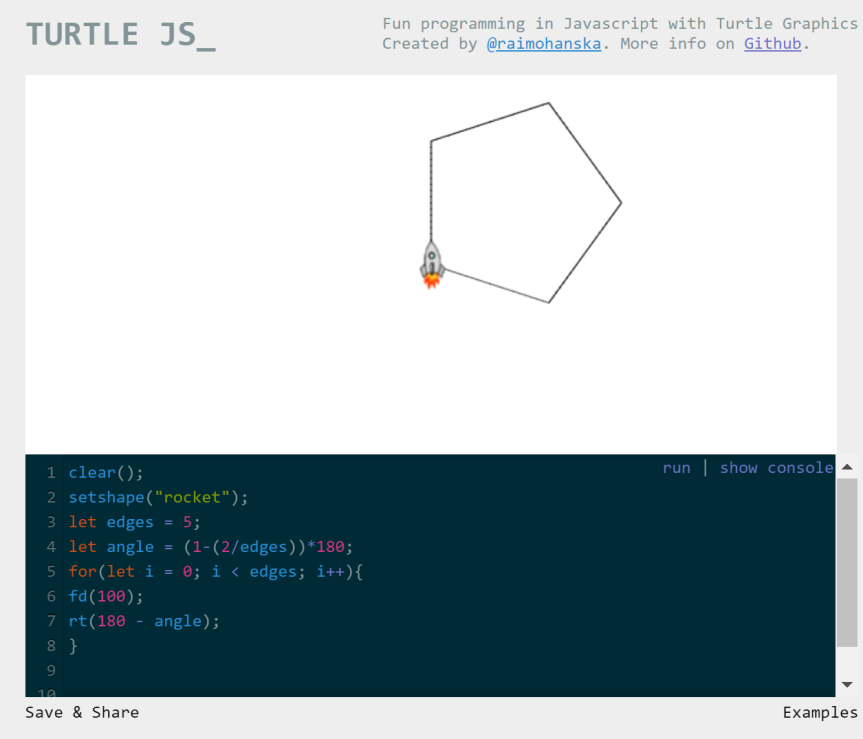 TURTLE JS_
Fun programming in Javascript with Turtle Graphics
Created by @raimohanska. More info on Github.
run | show console
1 clear();
2 setshape("rocket");
3 let edges = 5;
4 let angle = (1-(2/edges))*180;
5 for(let i = 0; i < edges; i++){
6 fd(100);
7 rt(180 - angle);
8 }
9
10
Save & Share
Examples